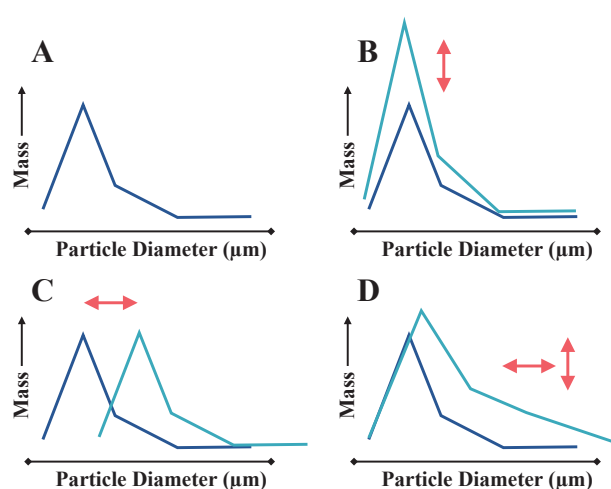 A
Mass
Particle Diameter (µm)
B
Mass
Particle Diameter (µm)
C
Mass
Particle Diameter (µm)
D
Mass
Particle Diameter (µm)